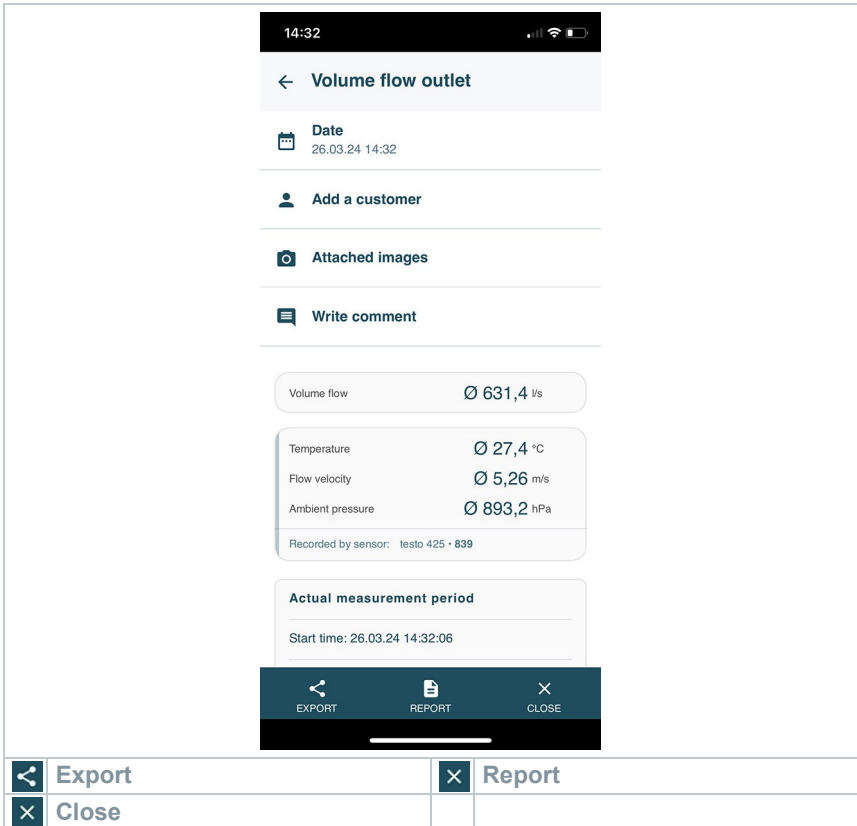 14:32
Volume flow outlet
Date
26.03.24 14:32
Add a customer
Attached images
Write comment
Volume flow Ø 631,4 l/s
Temperature Ø 27,4 °C
Flow velocity Ø 5,26 m/s
Ambient pressure Ø 893,2 hPa
Recorded by sensor: testo 425 • 839
Actual measurement period
Start time: 26.03.24 14:32:06
EXPORT REPORT CLOSE
Export Report
Close